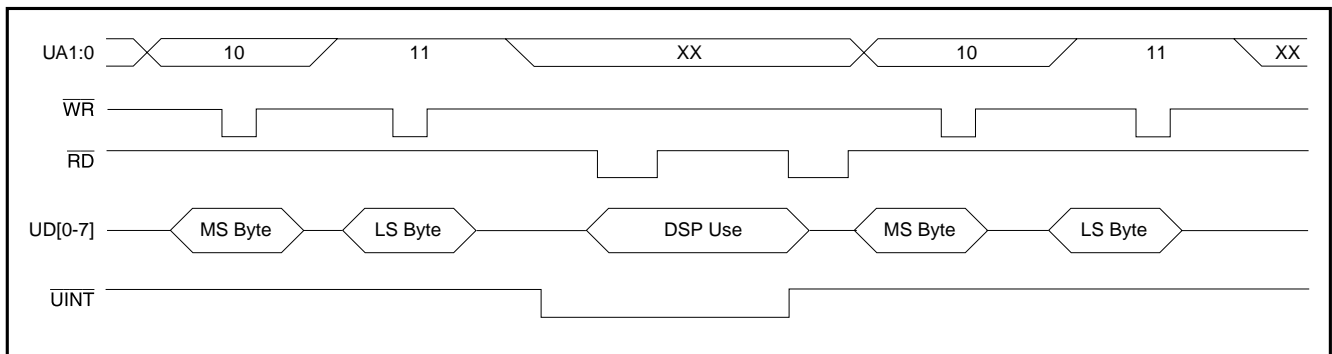 UA1:0 10 11 XX 10 11 XX
WR
RD
UD[0-7] MS Byte LS Byte DSP Use MS Byte LS Byte
UINT